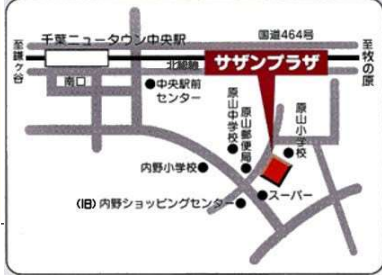 国道464号
千葉ニュータウン中央駅
至鎌ヶ谷
北総線
サザンプラザ
至牧の原
南口
●中央駅前
センター
原山中学校
原山郵便局
原山小学校
内野小学校●
(旧)内野ショッピングセンター●
●スーパー